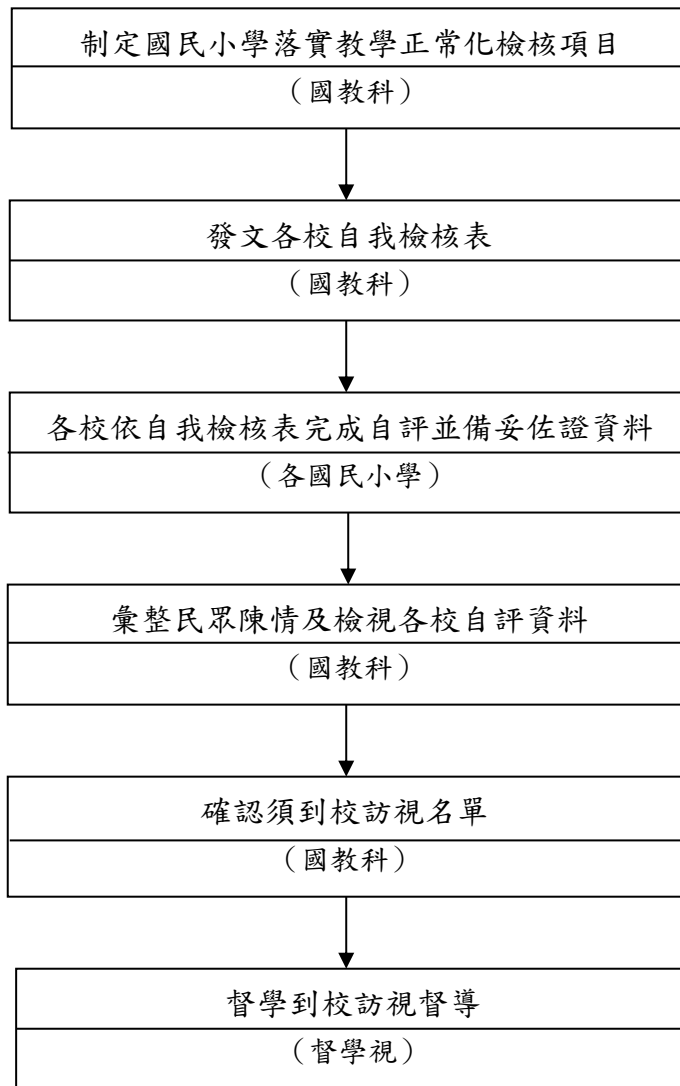 制定國民小學落實教學正常化檢核項目
（國教科）
發文各校自我檢核表
（國教科）
各校依自我檢核表完成自評並備妥佐證資料
（各國民小學）
彙整民眾陳情及檢視各校自評資料
（國教科）
確認須到校訪視名單
（國教科）
督學到校訪視督導
（督學視）